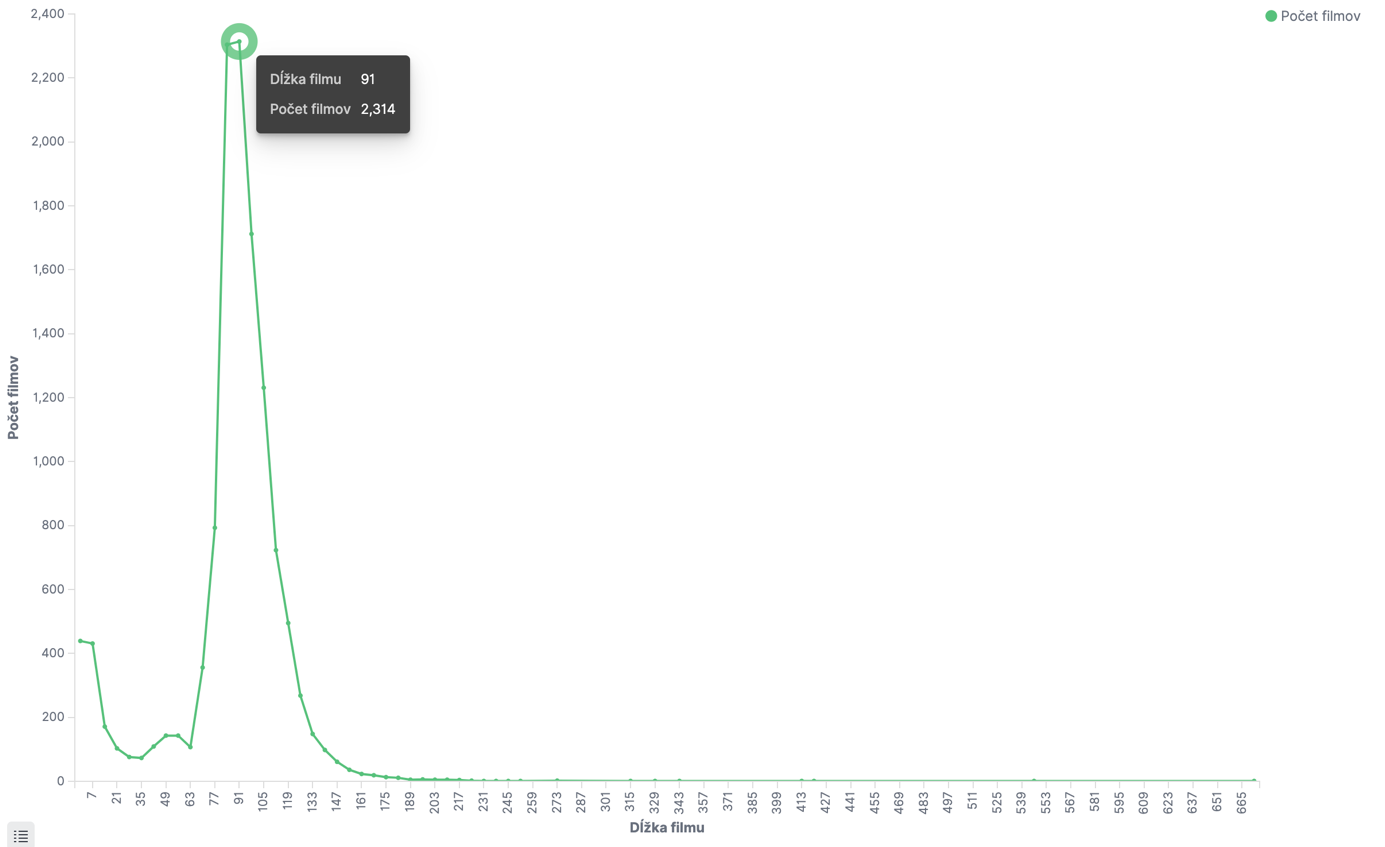 2,400
Počet filmov
2,200
Dĺžka filmu 91
Počet filmov 2,314
2,000
1,800
1,600
1,400
1,200
1,000
800
600
400
200
0
Počet filmov
7 21 35 49 63 77 91 105 119 133 147 161 175 189 203 217 231 245 259 273 287 301 315 329 343 357 371 385 399 413 427 441 455 469 483 497 511 525 539 553 567 581 595 609 623 637 651 665
Dĺžka filmu